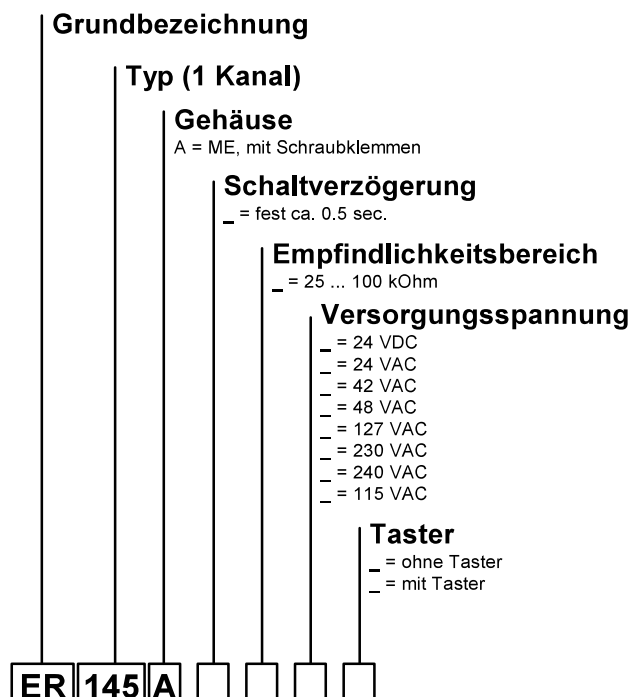 Grundbezeichnung
Typ (1 Kanal)
Gehäuse
A = ME, mit Schraubklemmen
Schaltverzögerung
_ = fest ca. 0.5 sec.
Empfindlichkeitsbereich
_ = 25 ... 100 kOhm
Versorgungsspannung
_ = 24 VDC
_ = 24 VAC
_ = 42 VAC
_ = 48 VAC
_ = 127 VAC
_ = 230 VAC
_ = 240 VAC
_ = 115 VAC
Taster
_ = ohne Taster
_ = mit Taster
ER 145 A